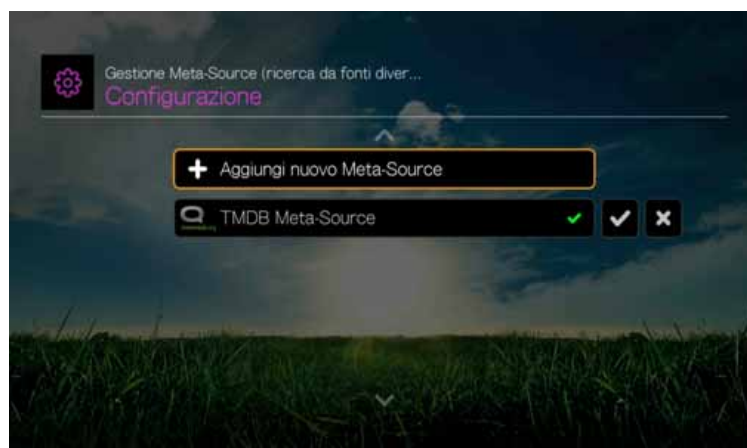 Gestione Meta-Source (ricerca da fonti diver...
Configurazione
Aggiungi nuovo Meta-Source
TMDB Meta-Source